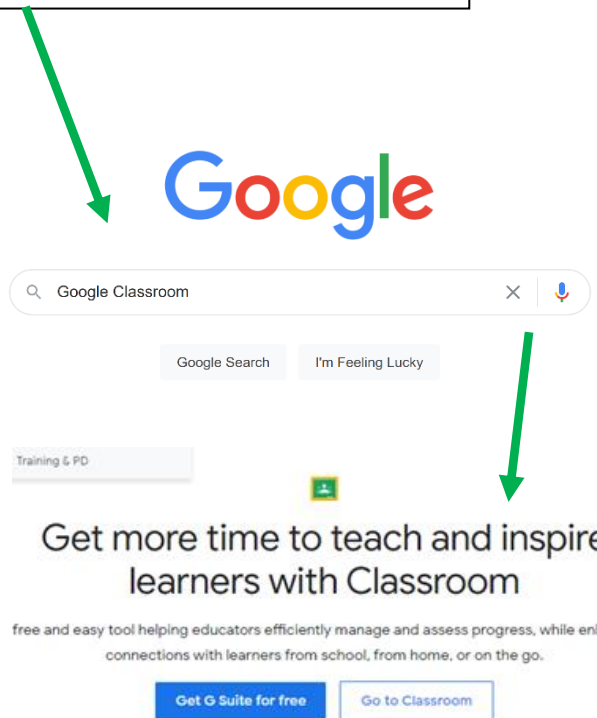 Google
Google Classroom
Google Search I'm Feeling Lucky
Training & PD
Get more time to teach and inspire
learners with Classroom
free and easy tool helping educators efficiently manage and assess progress, while
connections with learners from school, from home, or on the go.
Get G Suite for free Go to Classroom